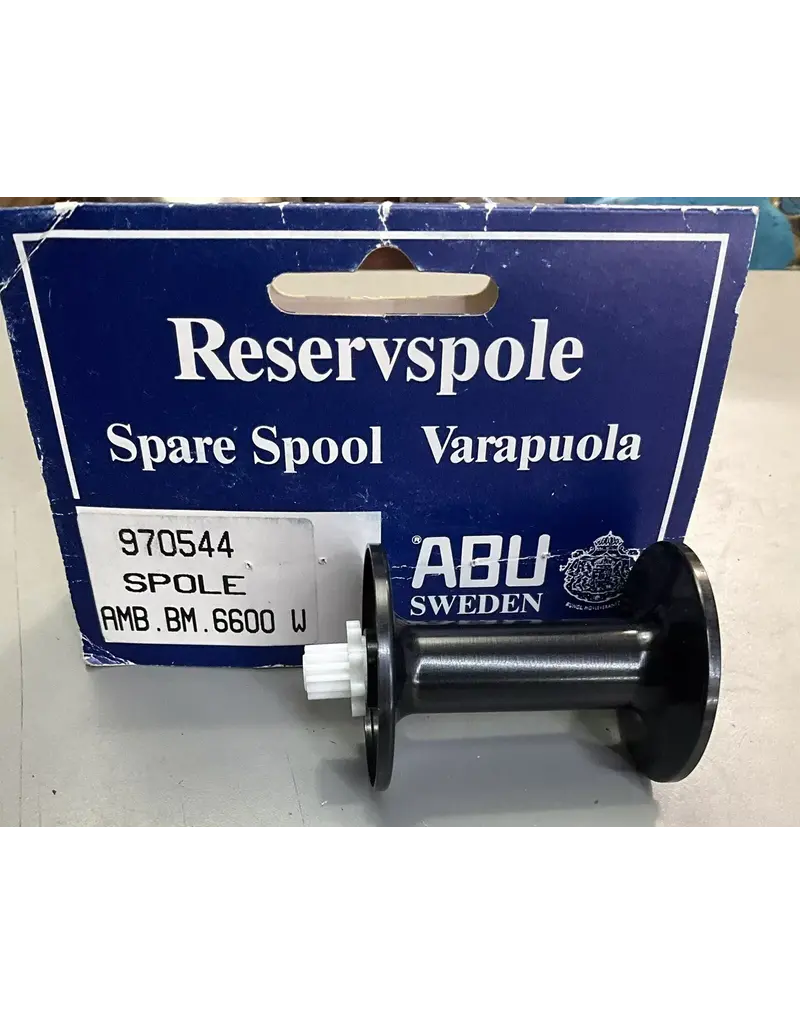 Reservspole
Spare Spool Varapuola
970544
SPOLE
AMB.BM.6600 W
® ABU
SWEDEN